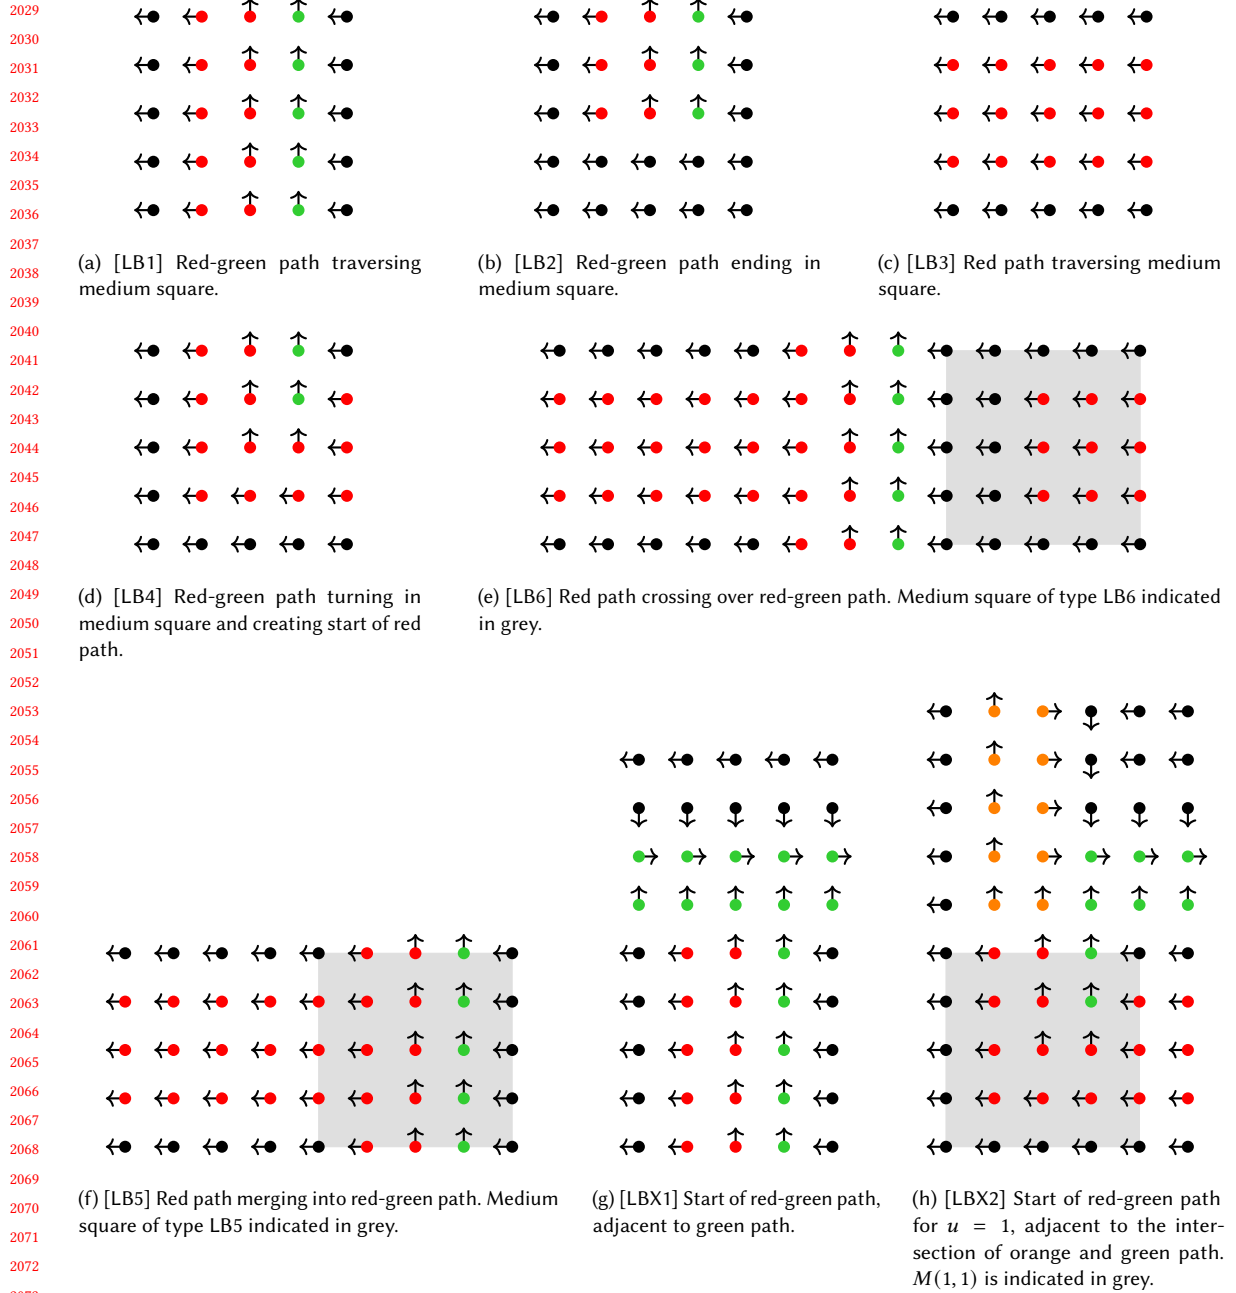 2029
2030
2031
2032
2033
2034
2035
2036
2037
2038
(a) [LB1] Red-green path traversing
medium square.
(b) [LB2] Red-green path ending in
medium square.
(c) [LB3] Red path traversing medium
square.
2039
2040
2041
2042
2043
2044
2045
2046
2047
2048
2049
2050
2051
(d) [LB4] Red-green path turning in
medium square and creating start of red
path.
(e) [LB6] Red path crossing over red-green path. Medium square of type LB6 indicated
in grey.
2052
2053
2054
2055
2056
2057
2058
2059
2060
2061
2062
2063
2064
2065
2066
2067
2068
2069
2070
2071
2072
(f) [LB5] Red path merging into red-green path. Medium
square of type LB5 indicated in grey.
(g) [LBX1] Start of red-green path,
adjacent to green path.
(h) [LBX2] Start of red-green path
for u = 1, adjacent to the inter-
section of orange and green path.
M(1, 1) is indicated in grey.